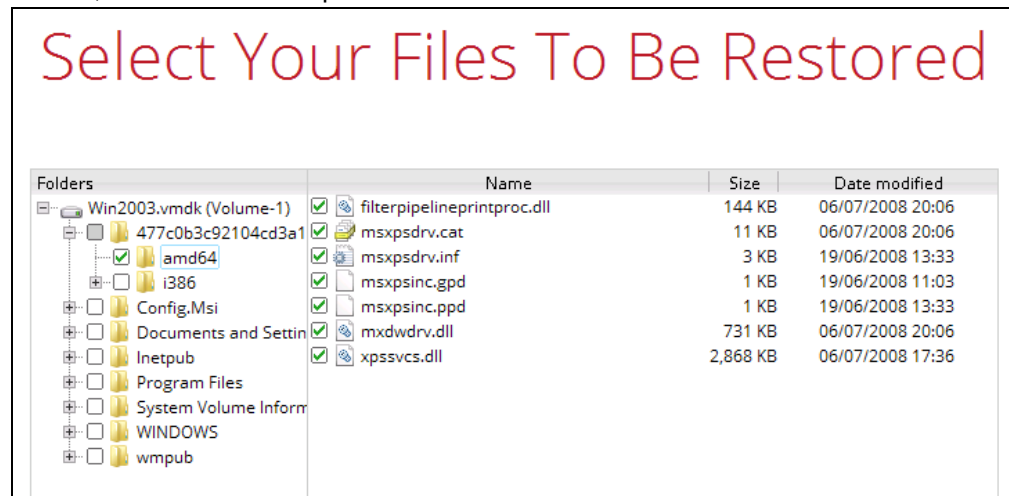 Select Your Files To Be Restored
Folders Name Size Date modified
Win2003.vmdk (Volume-1) filterpipelineprintproc.dll 144 KB 06/07/2008 20:06
477c0b3c92104cd3a1 msxpsdrv.cat 11 KB 06/07/2008 20:06
amd64 msxpsdrv.inf 3 KB 19/06/2008 13:33
i386 msxpsinc.gpd 1 KB 19/06/2008 11:03
Config.Msi msxpsinc.ppd 1 KB 19/06/2008 13:33
Documents and Settin mxdwdrv.dll 731 KB 06/07/2008 20:06
Inetpub xpssvcs.dll 2,868 KB 06/07/2008 17:36
Program Files
System Volume Inform
WINDOWS
wmpub